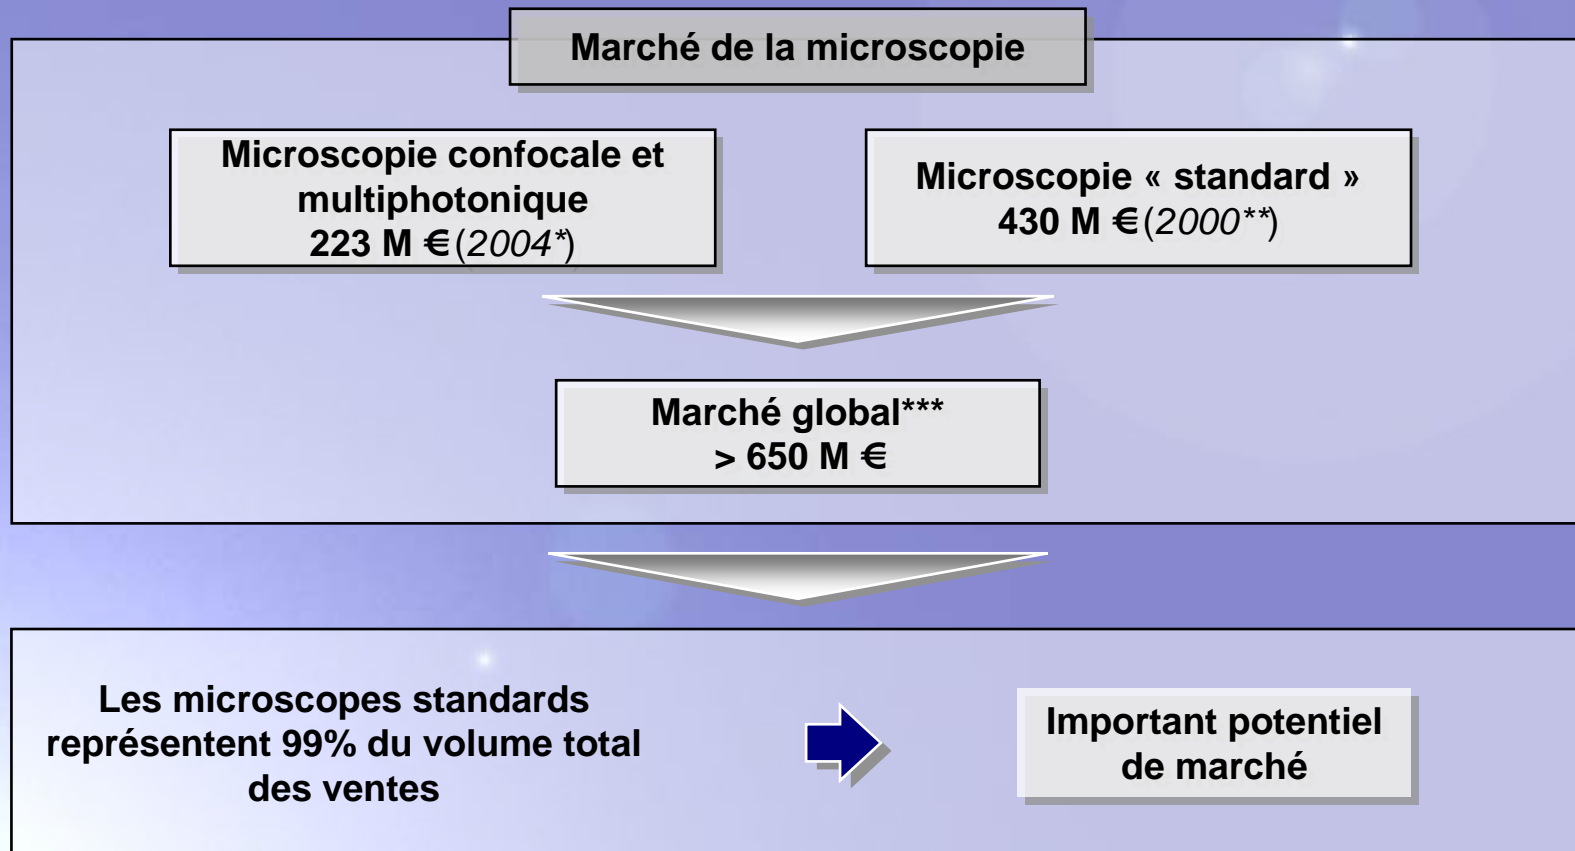 Marché de la microscopie
Microscopie confocale et
multiphotonique
223 M €(2004*)
Microscopie « standard »
430 M €(2000**)
Marché global***
> 650 M €
Les microscopes standards
représentent 99% du volume total
des ventes
Important potentiel
de marché